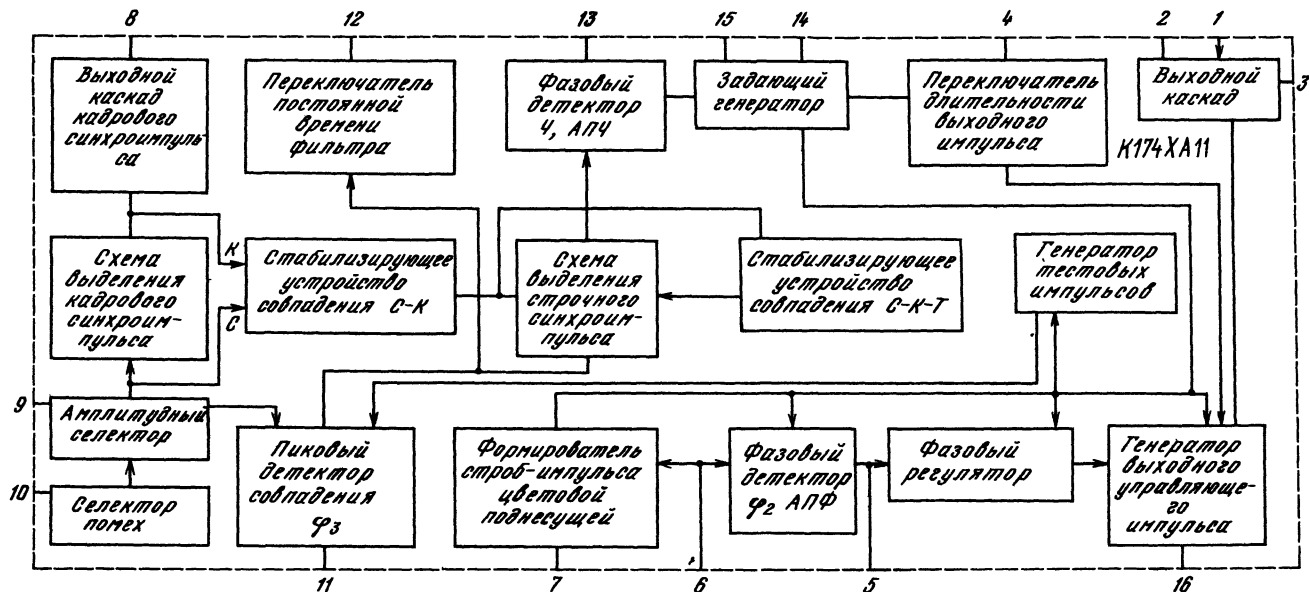 8
12
13
15
14
4
2
1
Выходной
каскад
кадрового
синхроимпуль-
са
Переключатель
постоянной
времени
фильтра
Фазовый
детектор
Ч, АПЧ
Задающий
генератор
Переключатель
длительности
выходного
импульса
Выходной
каскад
3
К174ХА11
К
С
Схема
выделения
кадрового
синхроим-
пульса
Стабилизирующее
устройство
совпадения С-К
Схема
выделения
строчного
синхроим-
пульса
Стабилизирующее
устройство
совпадения С-К-Т
Генератор
тестовых
импульсов
9
Амплитудный
селектор
10
Селектор
помех
Пиковый
детектор
совпадения
φ3
Формирователь
строб-импульса
цветовой
поднесущей
Фазовый
детектор
φ2 АПФ
Фазовый
регулятор
Генератор
выходного
управляюще-
го
импульса
11
7
6
5
16